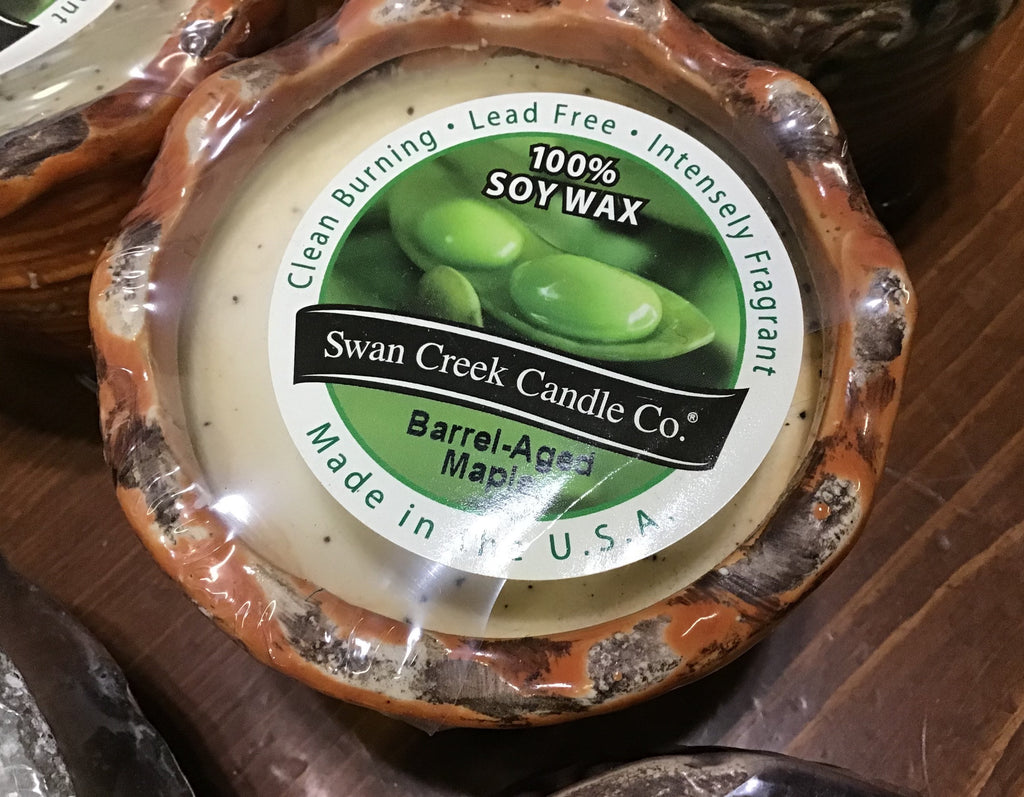 Clean Burning • Lead Free • Intensely Fragrant
100%
SOY WAX
Swan Creek Candle Co.®
Barrel-Aged
Maple
Made in the U.S.A.